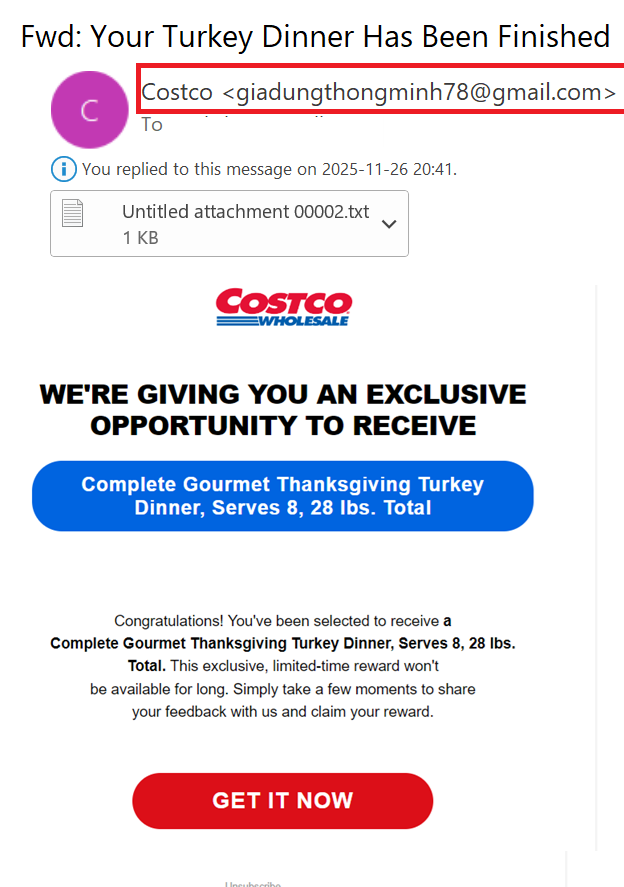 Fwd: Your Turkey Dinner Has Been Finished
C
Costco <giadungthongminh78@gmail.com>
To
You replied to this message on 2025-11-26 20:41.
Untitled attachment 00002.txt
1 KB
COSTCO
WHOLESALE
WE'RE GIVING YOU AN EXCLUSIVE
OPPORTUNITY TO RECEIVE
Complete Gourmet Thanksgiving Turkey
Dinner, Serves 8, 28 lbs. Total
Congratulations! You've been selected to receive a
Complete Gourmet Thanksgiving Turkey Dinner, Serves 8, 28 lbs.
Total. This exclusive, limited-time reward won't
be available for long. Simply take a few moments to share
your feedback with us and claim your reward.
GET IT NOW
Unsubscribe